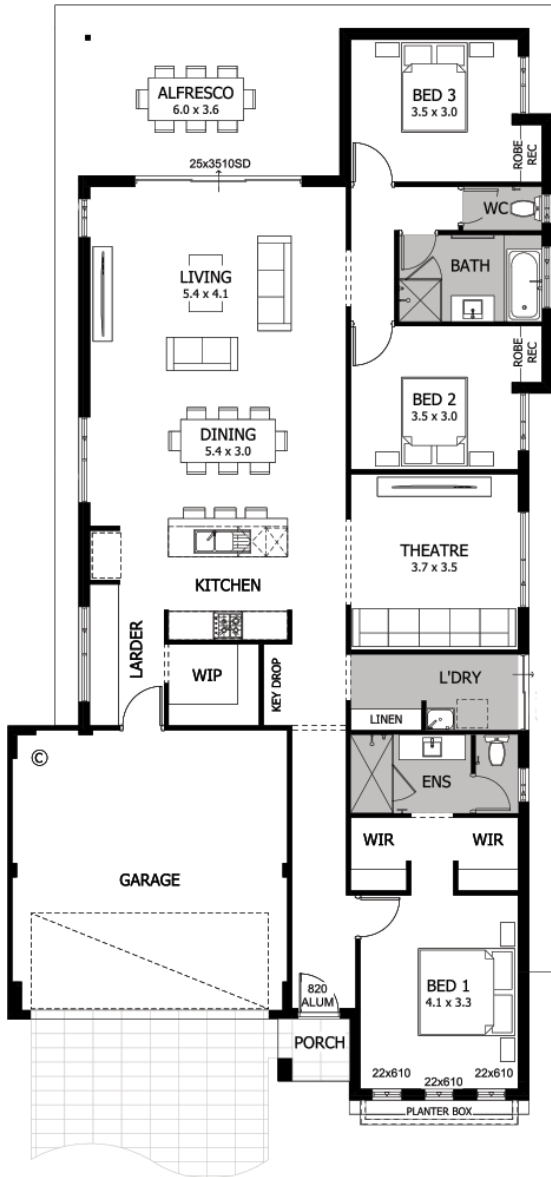 ALFRESCO
6.0 x 3.6
25x3510SD
BED 3
3.5 x 3.0
ROBE
REC
WC
BATH
LIVING
5.4 x 4.1
ROBE
REC
BED 2
3.5 x 3.0
DINING
5.4 x 3.0
THEATRE
3.7 x 3.5
KITCHEN
LARDER
WIP
KEY DROP
L'DRY
LINEN
ENS
©
WIR
WIR
GARAGE
820
ALUM
BED 1
4.1 x 3.3
PORCH
22x610
22x610
22x610
PLANTER BOX